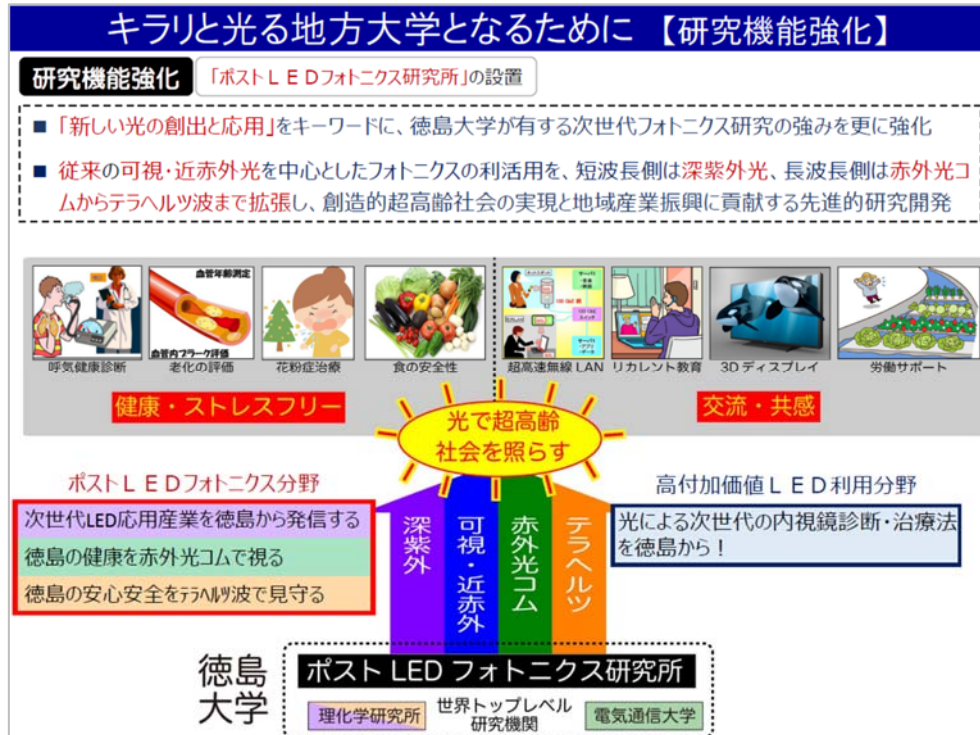 キラリと光る地方大学となるために 【研究機能強化】
研究機能強化
「ポストLEDフォトニクス研究所」の設置
■ 「新しい光の創出と応用」をキーワードに、徳島大学が有する次世代フォトニクス研究の強みを更に強化
■ 従来の可視・近赤外光を中心としたフォトニクスの利活用を、短波長側は深紫外光、長波長側は赤外光コ
ムからテラヘルツ波まで拡張し、創造的超高齢社会の実現と地域産業振興に貢献する先進的研究開発
血管年齢測定
血管内プラーク評価
呼気健康診断
老化の評価
花粉症治療
食の安全性
超高速無線 LAN
リカレント教育
3D ディスプレイ
労働サポート
健康・ストレスフリー
交流・共感
光で超高齢
社会を照らす
ポストLEDフォトニクス分野
次世代LED応用産業を徳島から発信する
徳島の健康を赤外光コムで視る
徳島の安心安全をテラヘルツ波で見守る
深紫外
可視・近赤外
赤外光コム
テラヘルツ
高付加価値LED利用分野
光による次世代の内視鏡診断・治療法
を徳島から！
徳島
大学
ポスト LED フォトニクス研究所
理化学研究所
世界トップレベル
研究機関
電気通信大学